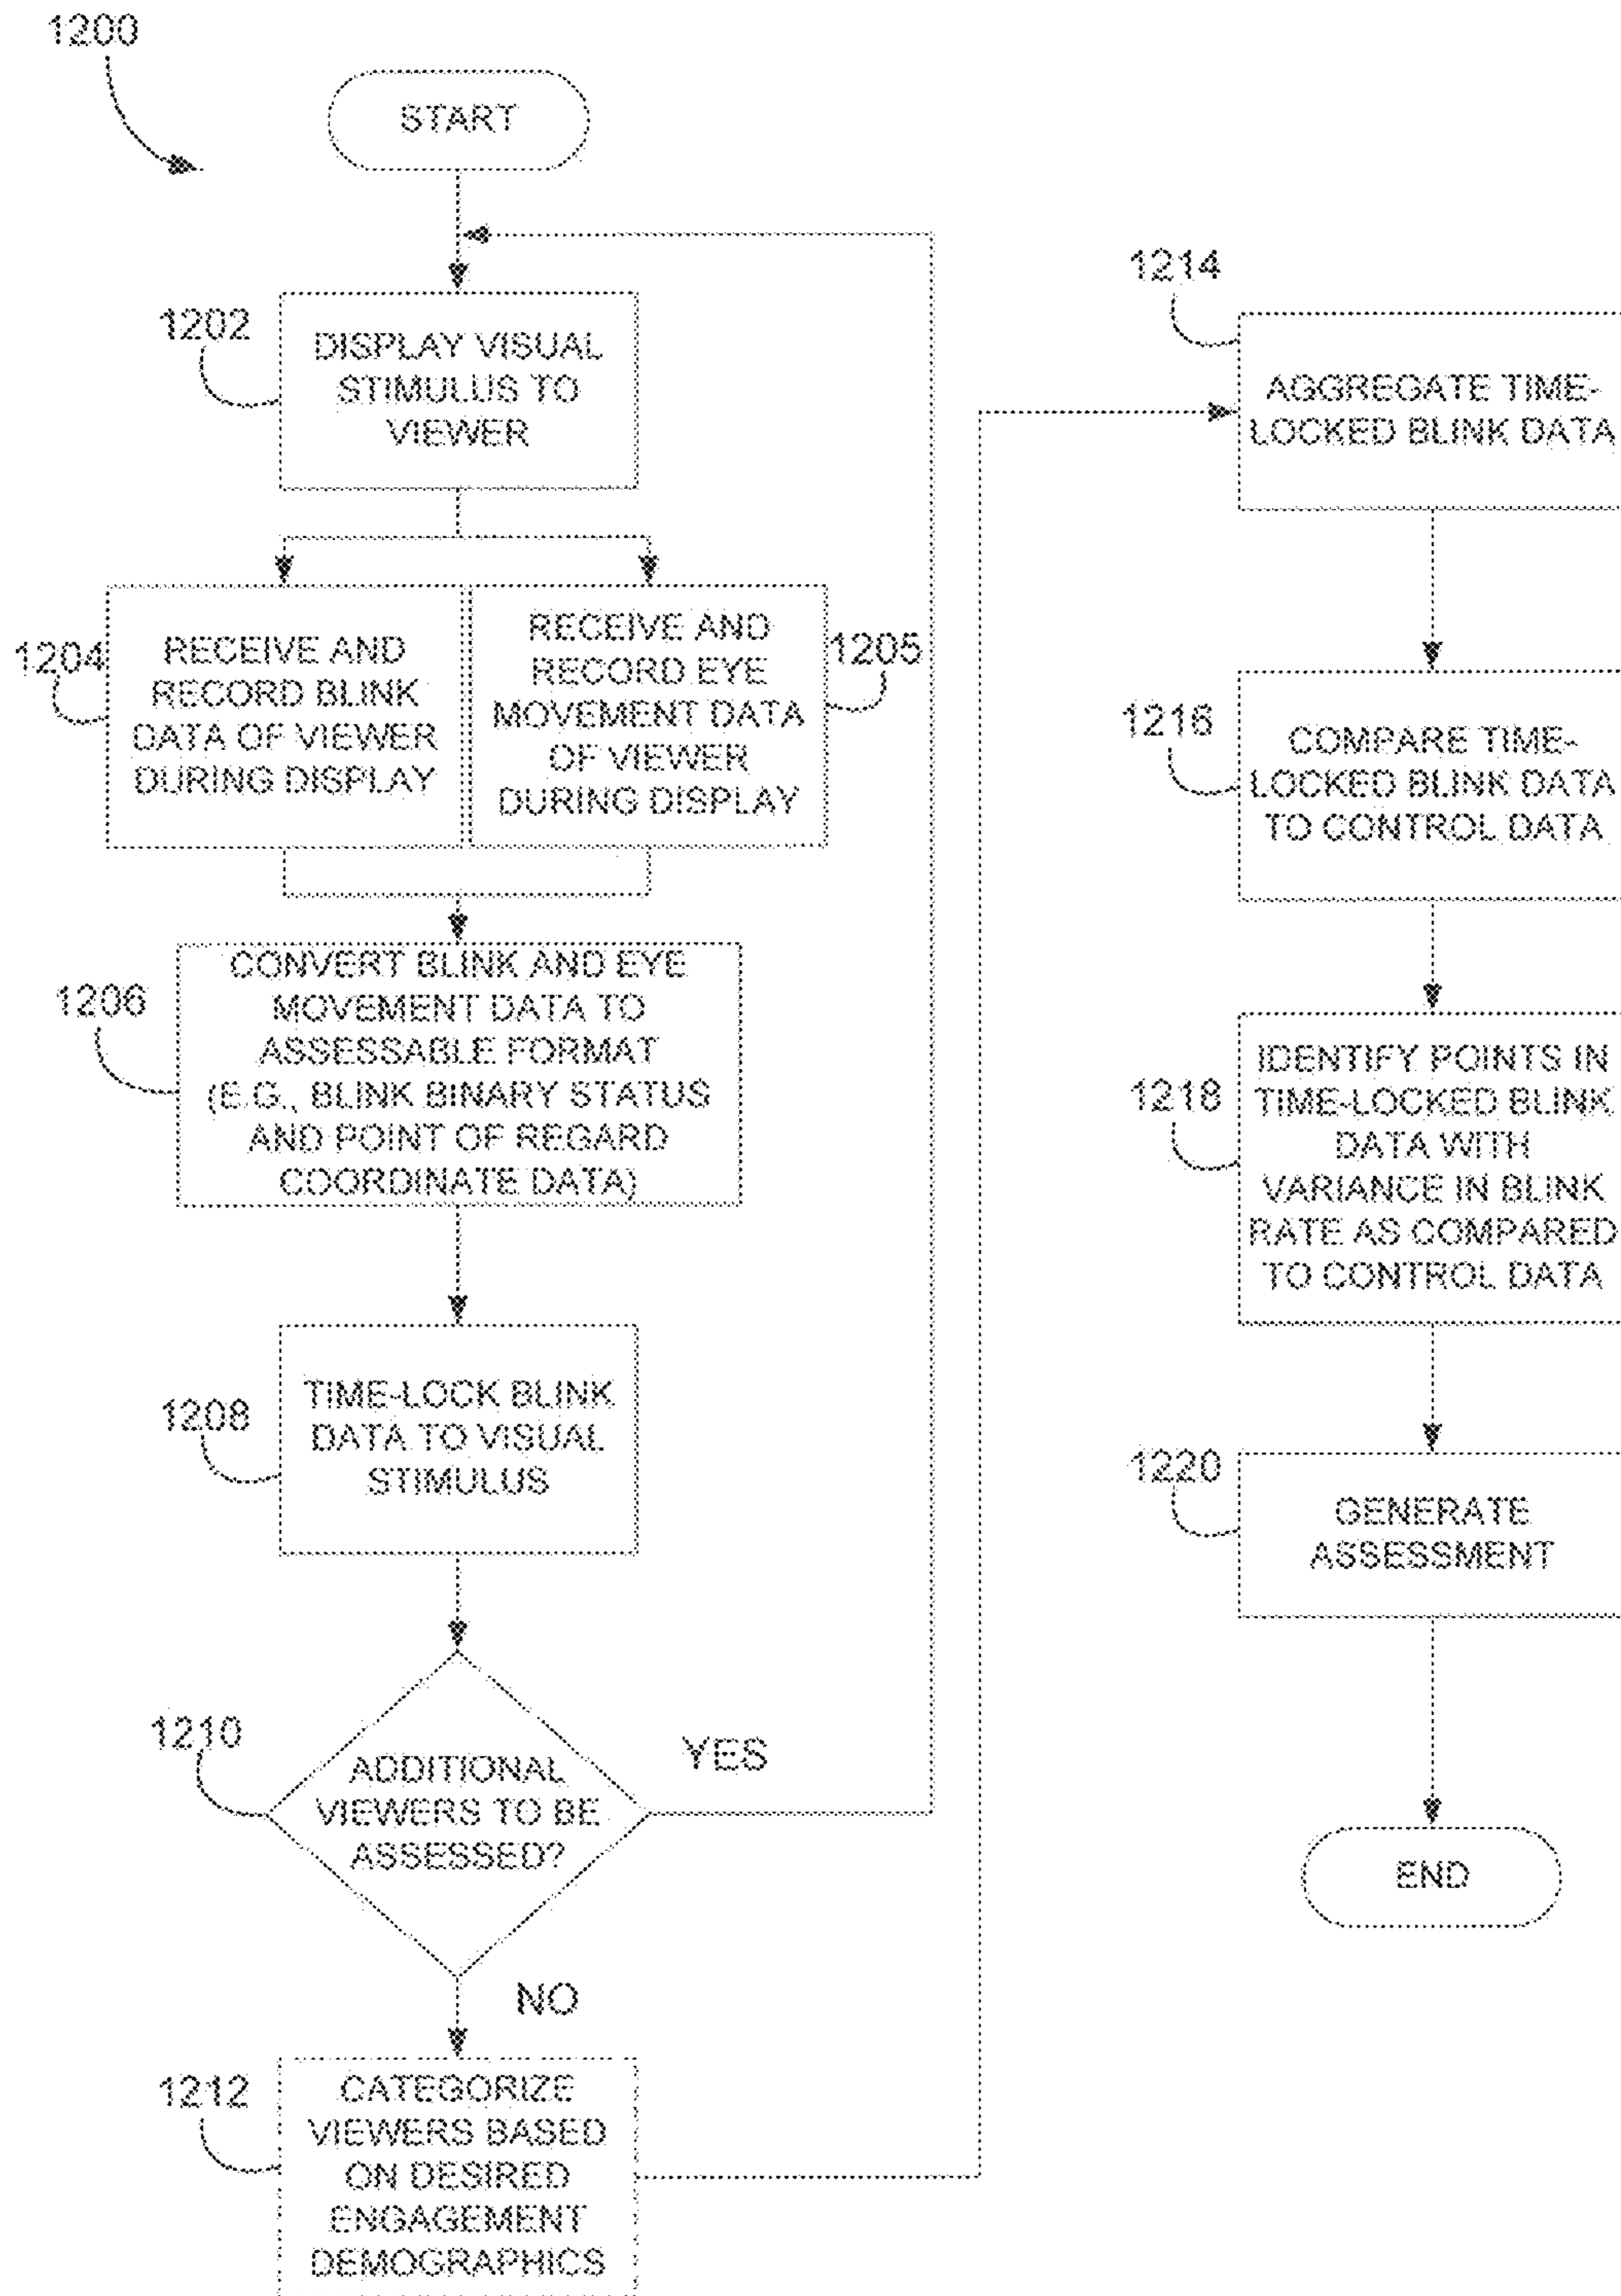 1200
START
1202
DISPLAY VISUAL
STIMULUS TO
VIEWER
1204
RECEIVE AND
RECORD BLINK
DATA OF VIEWER
DURING DISPLAY
RECEIVE AND
RECORD EYE
MOVEMENT DATA
OF VIEWER
DURING DISPLAY
1205
1206
CONVERT BLINK AND EYE
MOVEMENT DATA TO
ASSESSABLE FORMAT
(E.G., BLINK BINARY STATUS
AND POINT OF REGARD
COORDINATE DATA)
1208
TIME-LOCK BLINK
DATA TO VISUAL
STIMULUS
1210
ADDITIONAL
VIEWERS TO BE
ASSESSED?
YES
NO
1212
CATEGORIZE
VIEWERS BASED
ON DESIRED
ENGAGEMENT
DEMOGRAPHICS
1214
AGGREGATE TIME-
LOCKED BLINK DATA
1216
COMPARE TIME-
LOCKED BLINK DATA
TO CONTROL DATA
1218
IDENTIFY POINTS IN
TIME-LOCKED BLINK
DATA WITH
VARIANCE IN BLINK
RATE AS COMPARED
TO CONTROL DATA
1220
GENERATE
ASSESSMENT
END